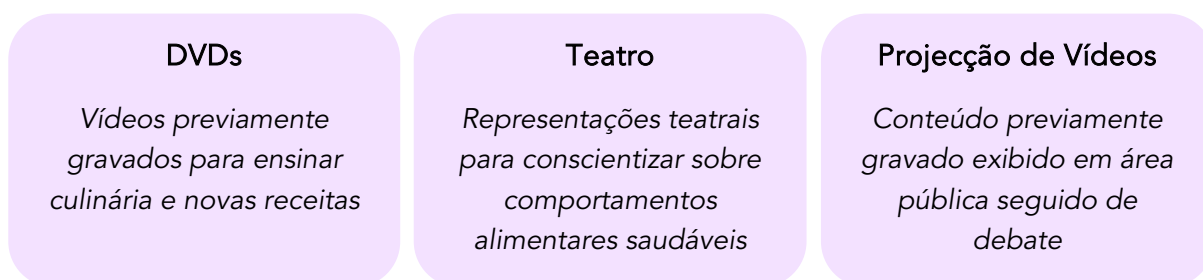 DVDs
Vídeos previamente
gravados para ensinar
culinária e novas receitas
Teatro
Representações teatrais
para conscientizar sobre
comportamentos
alimentares saudáveis
Projecção de Vídeos
Conteúdo previamente
gravado exibido em área
pública seguido de
debate